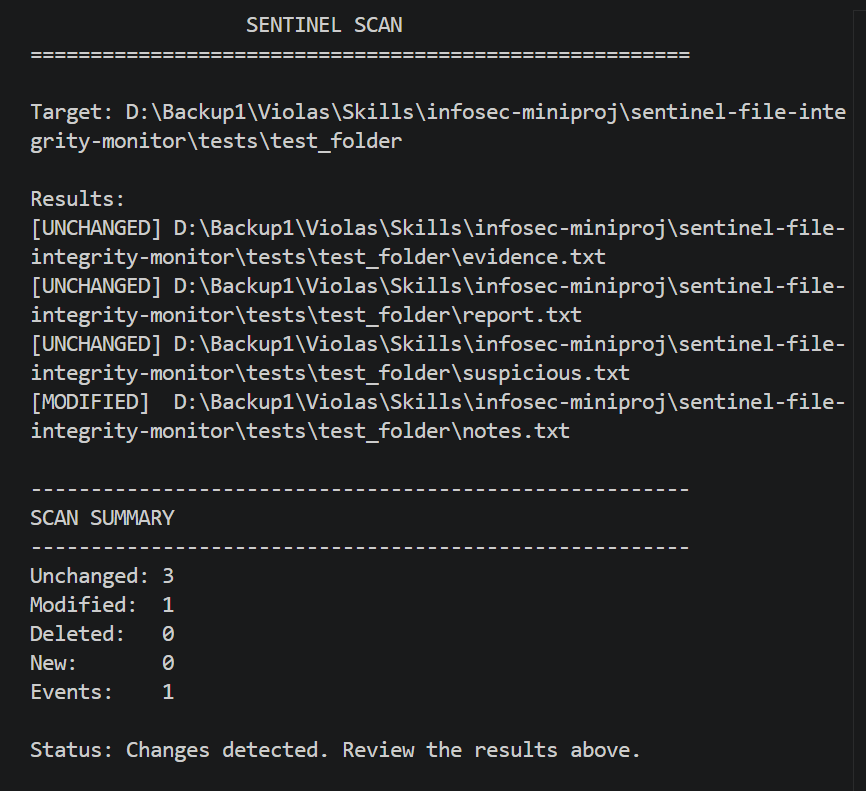 SENTINEL SCAN
=======================================================
Target: D:\Backup1\Violas\Skills\infosec-miniproj\sentinel-file-inte
grity-monitor\tests\test_folder
Results:
[UNCHANGED] D:\Backup1\Violas\Skills\infosec-miniproj\sentinel-file-
integrity-monitor\tests\test_folder\evidence.txt
[UNCHANGED] D:\Backup1\Violas\Skills\infosec-miniproj\sentinel-file-
integrity-monitor\tests\test_folder\report.txt
[UNCHANGED] D:\Backup1\Violas\Skills\infosec-miniproj\sentinel-file-
integrity-monitor\tests\test_folder\suspicious.txt
[MODIFIED]  D:\Backup1\Violas\Skills\infosec-miniproj\sentinel-file-
integrity-monitor\tests\test_folder\notes.txt
-------------------------------------------------------
SCAN SUMMARY
-------------------------------------------------------
Unchanged: 3
Modified:  1
Deleted:   0
New:       0
Events:    1
Status: Changes detected. Review the results above.